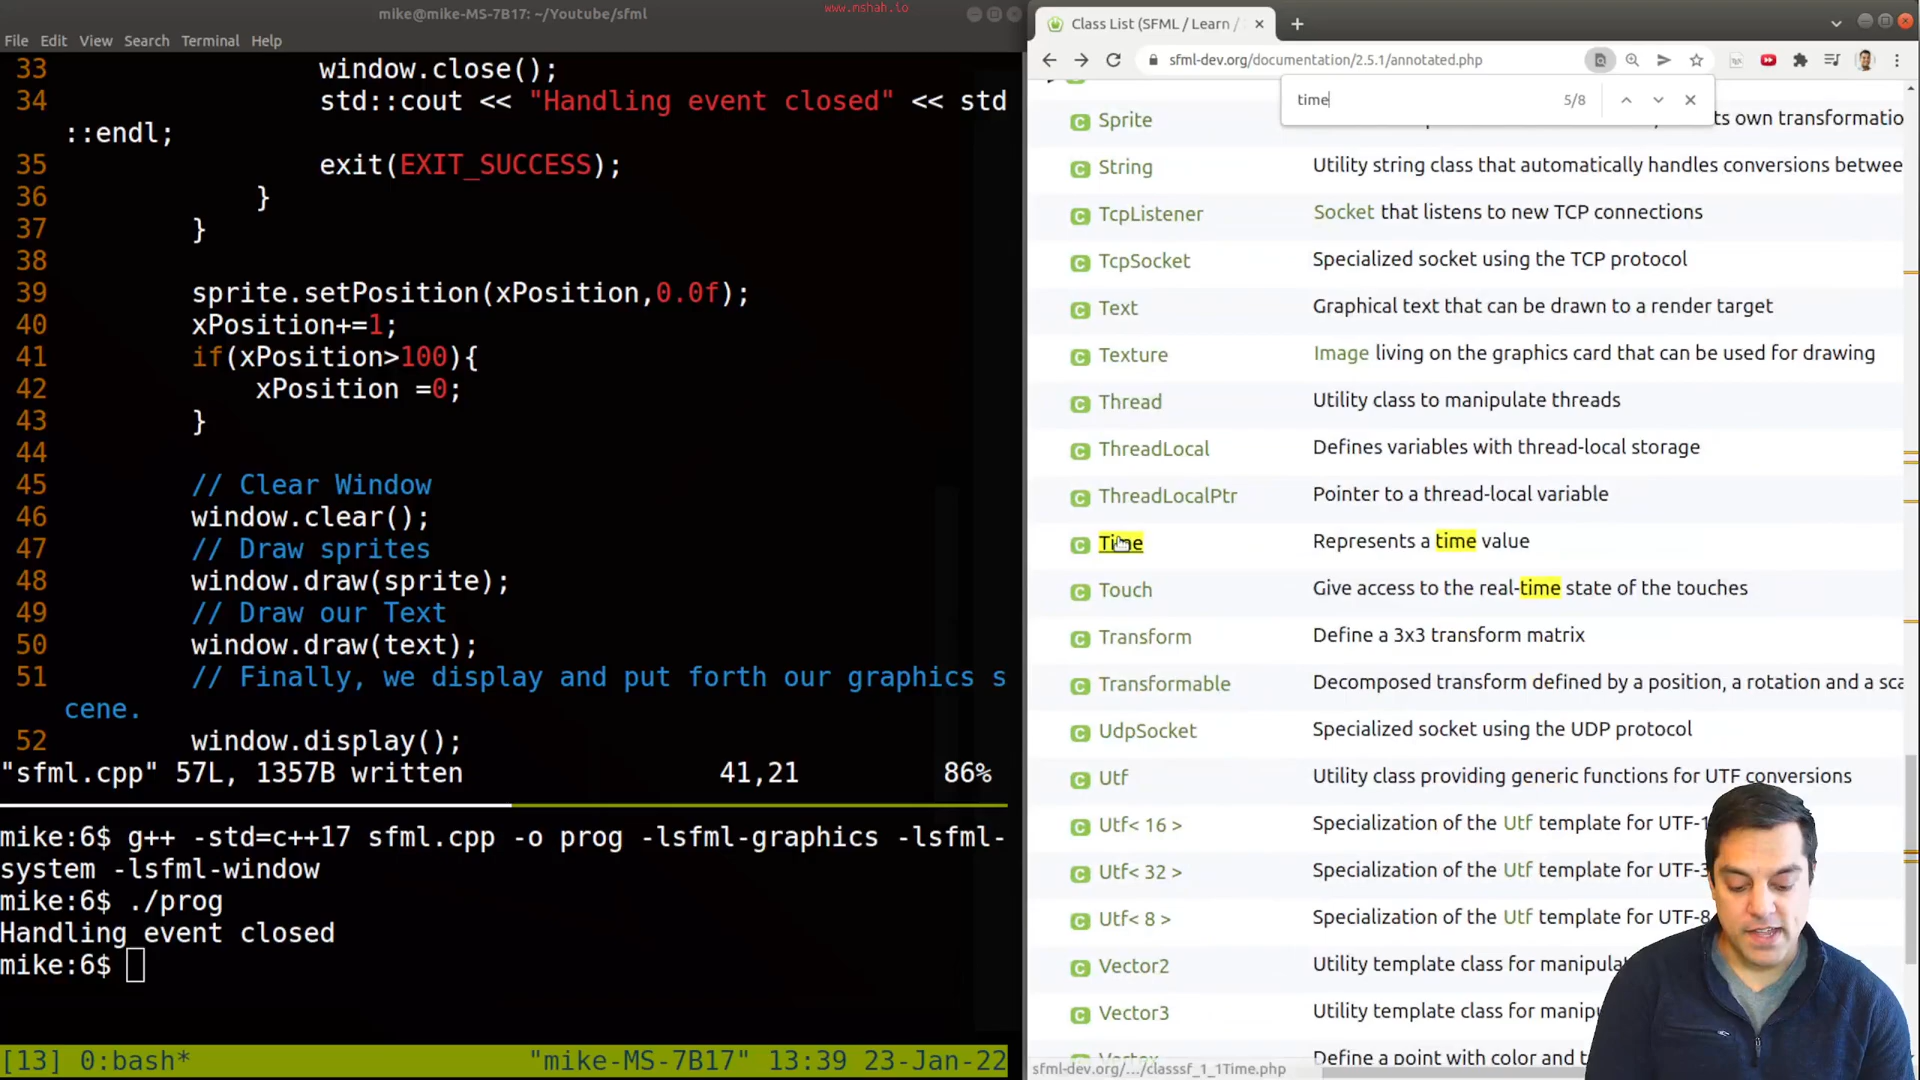 mike@mike-MS-7B17: ~/Youtube/sfml
www.mshah.io
File Edit View Search Terminal Help
33 window.close();
34 std::cout << "Handling event closed" << std
::endl;
35 exit(EXIT_SUCCESS);
36 }
37 }
38
39 sprite.setPosition(xPosition,0.0f);
40 xPosition+=1;
41 if(xPosition>100){
42 xPosition =0;
43 }
44
45 // Clear Window
46 window.clear();
47 // Draw sprites
48 window.draw(sprite);
49 // Draw our Text
50 window.draw(text);
51 // Finally, we display and put forth our graphics s
cene.
52 window.display();
"sfml.cpp" 57L, 1357B written 41,21 86%
mike:6$ g++ -std=c++17 sfml.cpp -o prog -lsfml-graphics -lsfml-
system -lsfml-window
mike:6$ ./prog
Handling event closed
mike:6$
[13] 0:bash* "mike-MS-7B17" 13:39 23-Jan-22
Class List (SFML / Learn /
sfml-dev.org/documentation/2.5.1/annotated.php
time 5/8
Sprite its own transformatio
String Utility string class that automatically handles conversions betwee
TcpListener Socket that listens to new TCP connections
TcpSocket Specialized socket using the TCP protocol
Text Graphical text that can be drawn to a render target
Texture Image living on the graphics card that can be used for drawing
Thread Utility class to manipulate threads
ThreadLocal Defines variables with thread-local storage
ThreadLocalPtr Pointer to a thread-local variable
Time Represents a time value
Touch Give access to the real-time state of the touches
Transform Define a 3x3 transform matrix
Transformable Decomposed transform defined by a position, a rotation and a sca
UdpSocket Specialized socket using the UDP protocol
Utf Utility class providing generic functions for UTF conversions
Utf< 16 > Specialization of the Utf template for UTF-1
Utf< 32 > Specialization of the Utf template for UTF-3
Utf< 8 > Specialization of the Utf template for UTF-8
Vector2 Utility template class for manipula
Vector3 Utility template class for manipu
Vertex Define a point with color and t
sfml-dev.org/.../classsf_1_1Time.php